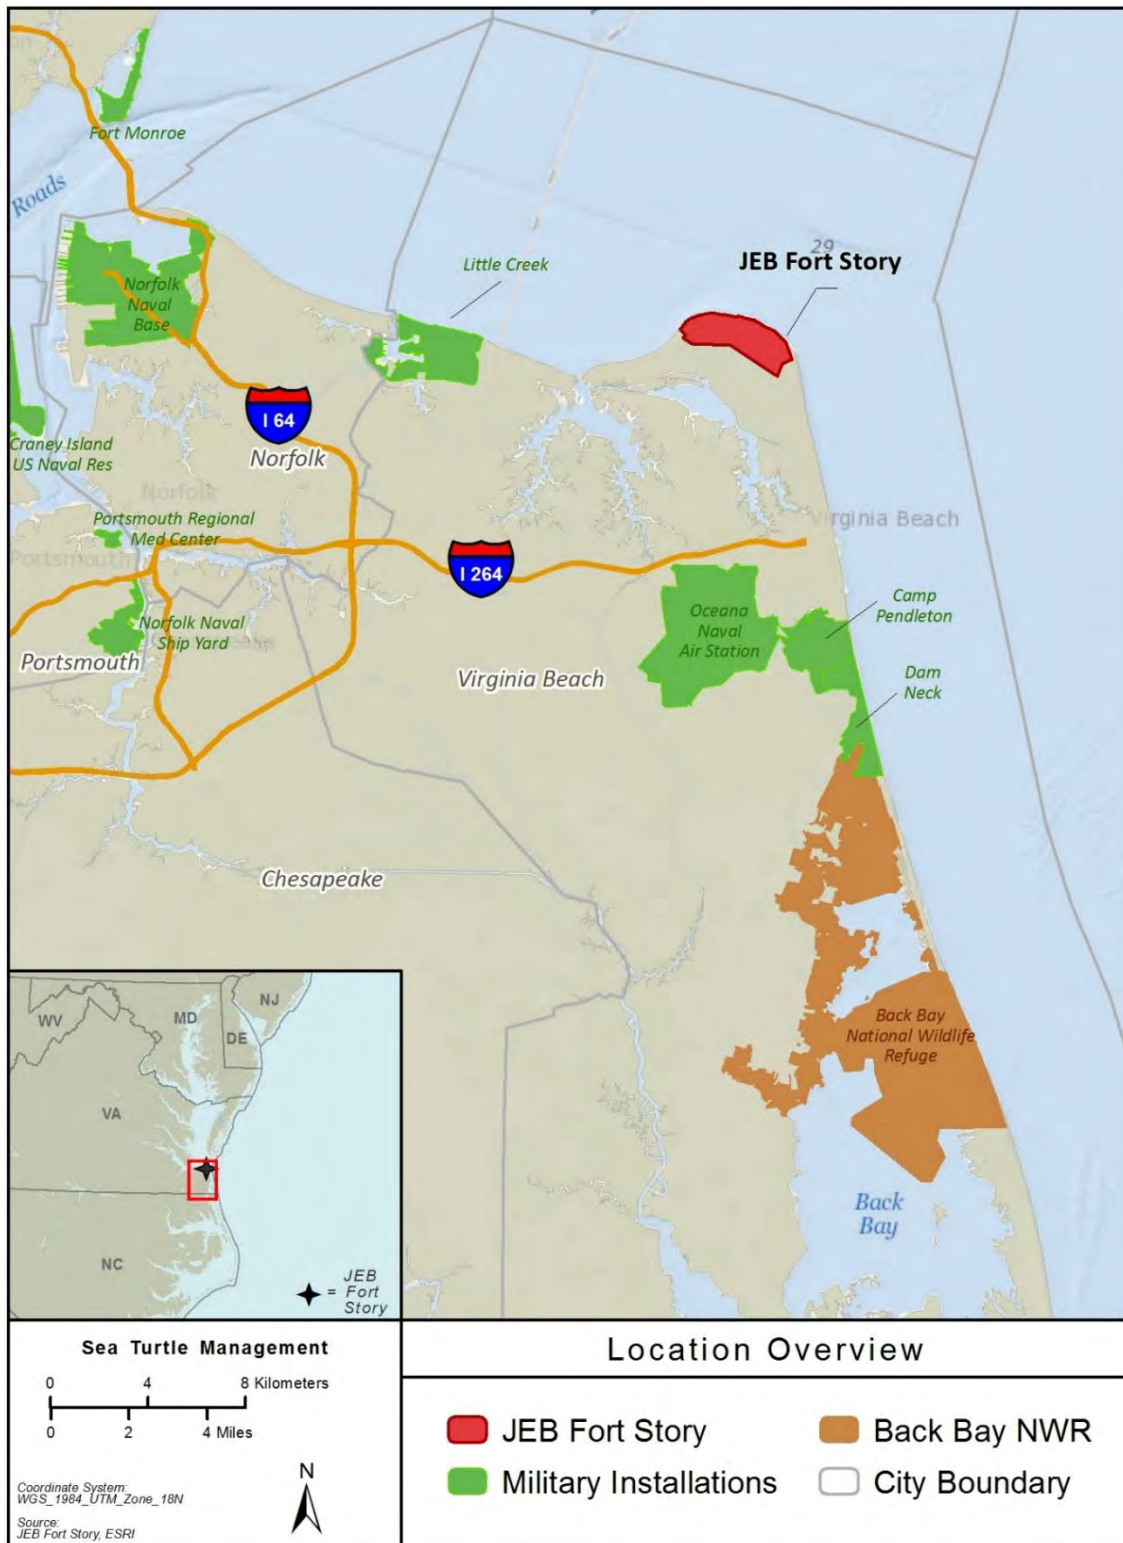 Fort Monroe
Roads
29
JEB Fort Story
Little Creek
Norfolk
Naval
Base
I 64
Craney Island
US Naval Res
Norfolk
Norfolk
Portsmouth Regional
Med Center
Portsmouth
Virginia Beach
I 264
Norfolk Naval
Ship Yard
Portsmouth
Oceana
Naval
Air Station
Camp
Pendleton
Virginia Beach
Dam
Neck
Chesapeake
Back Bay
National Wildlife
Refuge
Back
Bay
WV
MD
NJ
DE
VA
NC
= JEB
Fort
Story
Sea Turtle Management
0 4 8 Kilometers
0 2 4 Miles
N
Coordinate System:
WGS_1984_UTM_Zone_18N
Source:
JEB Fort Story, ESRI
Location Overview
JEB Fort Story
Back Bay NWR
Military Installations
City Boundary